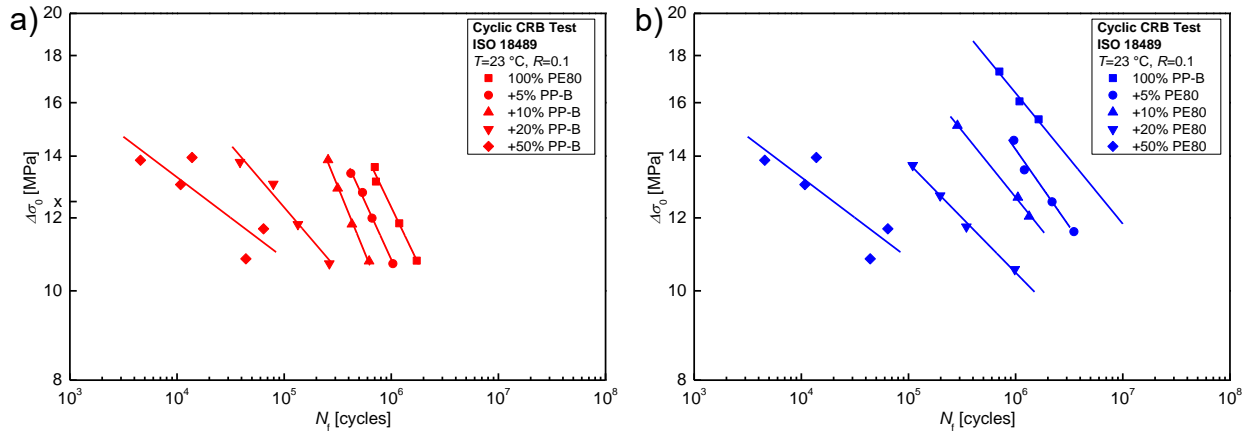 a)
20
18
16
14
x
12
10
8
Δσ₀ [MPa]
Cyclic CRB Test
ISO 18489
T=23 °C, R=0.1
100% PE80
+5% PP-B
+10% PP-B
+20% PP-B
+50% PP-B
10³ 10⁴ 10⁵ 10⁶ 10⁷ 10⁸
N_f [cycles]
b)
20
18
16
14
12
10
8
Δσ₀ [MPa]
Cyclic CRB Test
ISO 18489
T=23 °C, R=0.1
100% PP-B
+5% PE80
+10% PE80
+20% PE80
+50% PE80
10³ 10⁴ 10⁵ 10⁶ 10⁷ 10⁸
N_f [cycles]